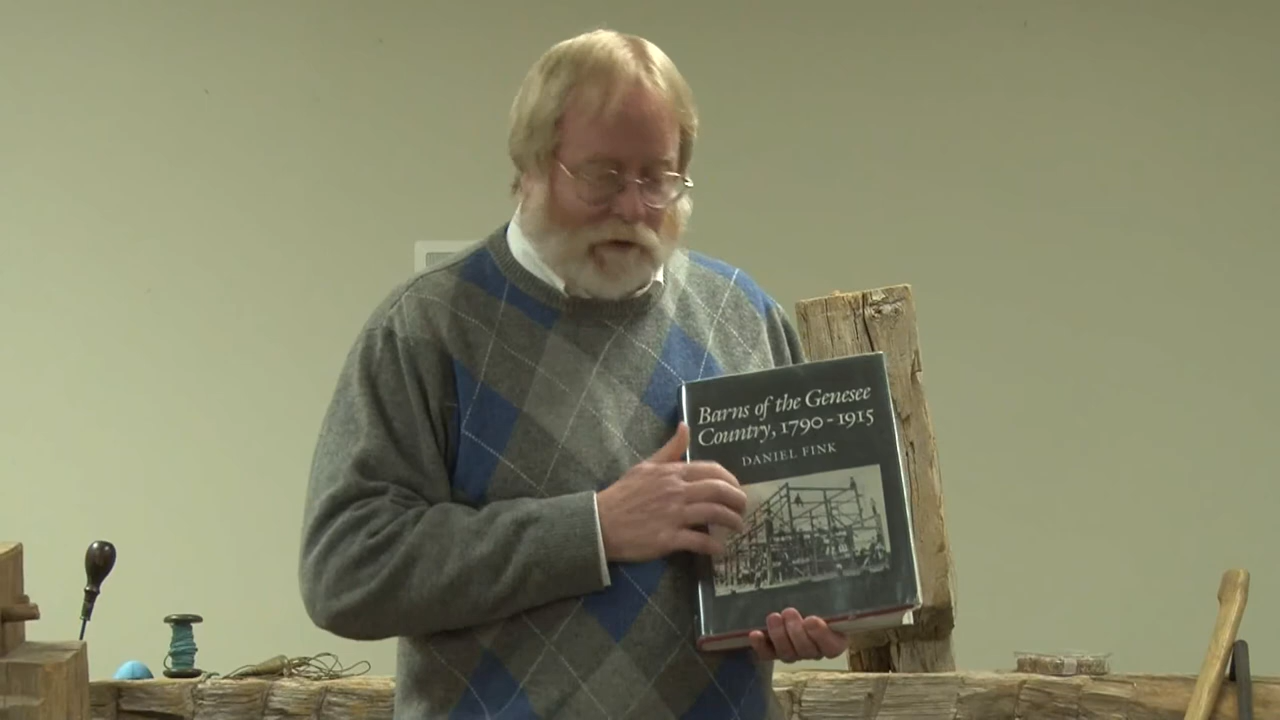 Barns of the Genesee
Country, 1790-1915
DANIEL FINK